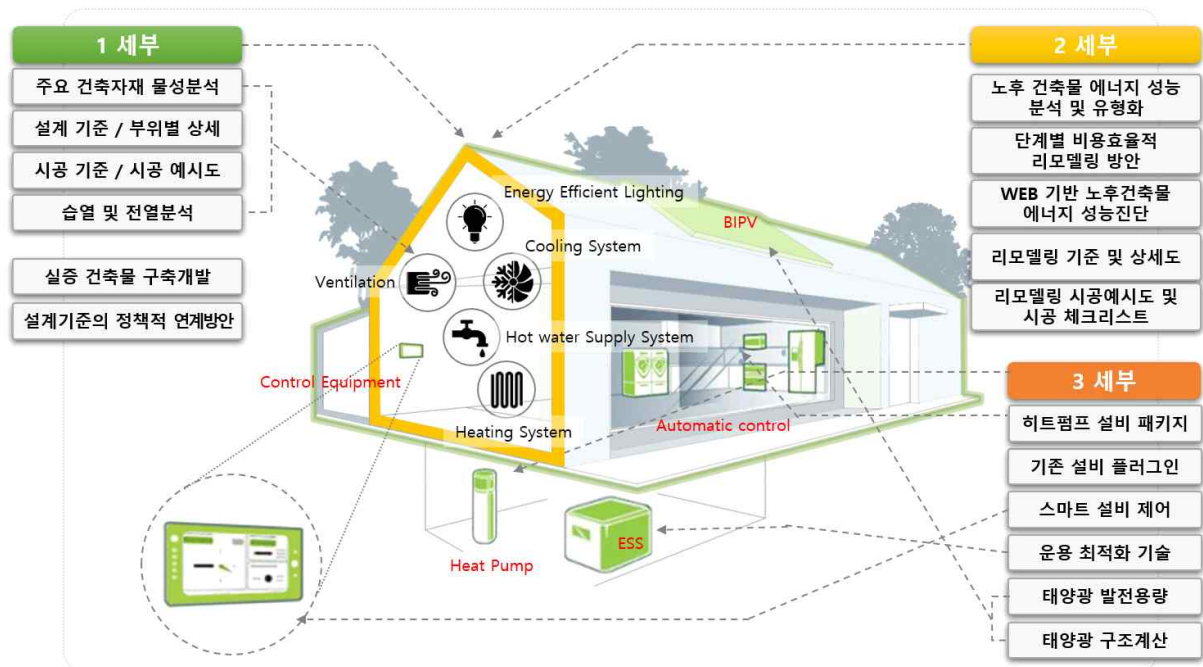 1 세부
주요 건축자재 물성분석
설계 기준 / 부위별 상세
시공 기준 / 시공 예시도
습열 및 전열분석
실증 건축물 구축개발
설계기준의 정책적 연계방안
2 세부
노후 건축물 에너지 성능
분석 및 유형화
단계별 비용효율적
리모델링 방안
WEB 기반 노후건축물
에너지 성능진단
리모델링 기준 및 상세도
리모델링 시공예시도 및
시공 체크리스트
Energy Efficient Lighting
BIPV
Cooling System
Ventilation
Hot water Supply System
Control Equipment
Heating System
Automatic control
Heat Pump
ESS
3 세부
히트펌프 설비 패키지
기존 설비 플러그인
스마트 설비 제어
운용 최적화 기술
태양광 발전용량
태양광 구조계산